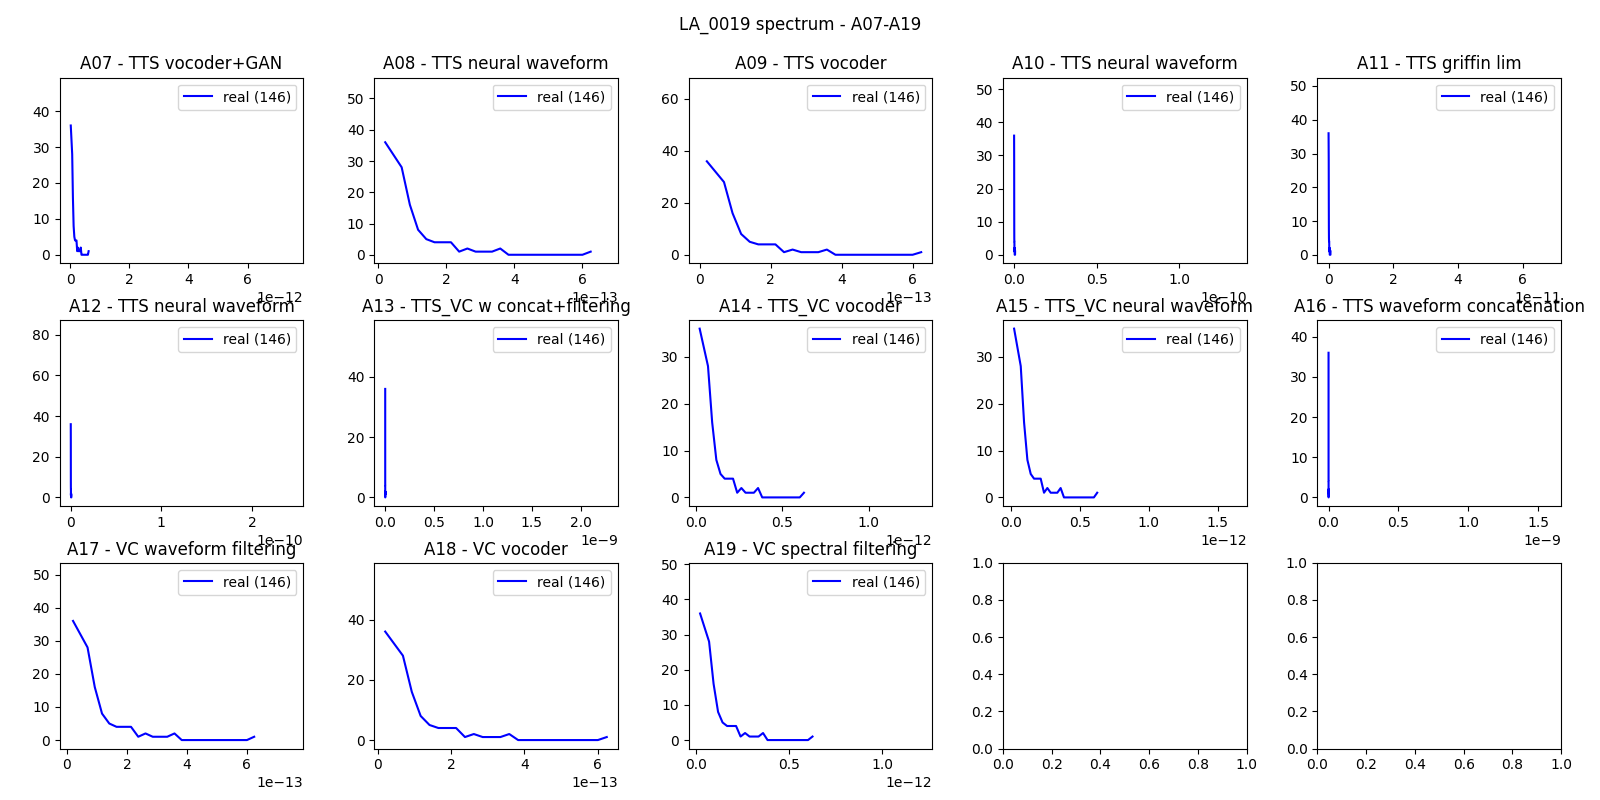 LA_0019 spectrum - A07-A19
A07 - TTS vocoder+GAN
real (146)
0 10 20 30 40
0 2 4 6
1e−12
A08 - TTS neural waveform
real (146)
0 10 20 30 40 50
0 2 4 6
1e−13
A09 - TTS vocoder
real (146)
0 20 40 60
0 2 4 6
1e−13
A10 - TTS neural waveform
real (146)
0 10 20 30 40 50
0.0 0.5 1.0
1e−10
A11 - TTS griffin lim
real (146)
0 10 20 30 40 50
0 2 4 6
1e−11
A12 - TTS neural waveform
real (146)
0 20 40 60 80
0 1 2
1e−10
A13 - TTS_VC w concat+filtering
real (146)
0 20 40
0.0 0.5 1.0 1.5 2.0
1e−9
A14 - TTS_VC vocoder
real (146)
0 10 20 30
0.0 0.5 1.0
1e−12
A15 - TTS_VC neural waveform
real (146)
0 10 20 30
0.0 0.5 1.0 1.5
1e−12
A16 - TTS waveform concatenation
real (146)
0 10 20 30 40
0.0 0.5 1.0 1.5
1e−9
A17 - VC waveform filtering
real (146)
0 10 20 30 40 50
0 2 4 6
1e−13
A18 - VC vocoder
real (146)
0 20 40
0 2 4 6
1e−13
A19 - VC spectral filtering
real (146)
0 10 20 30 40 50
0.0 0.5 1.0
1e−12
0.0 0.2 0.4 0.6 0.8 1.0
0.0 0.2 0.4 0.6 0.8 1.0
0.0 0.2 0.4 0.6 0.8 1.0
0.0 0.2 0.4 0.6 0.8 1.0